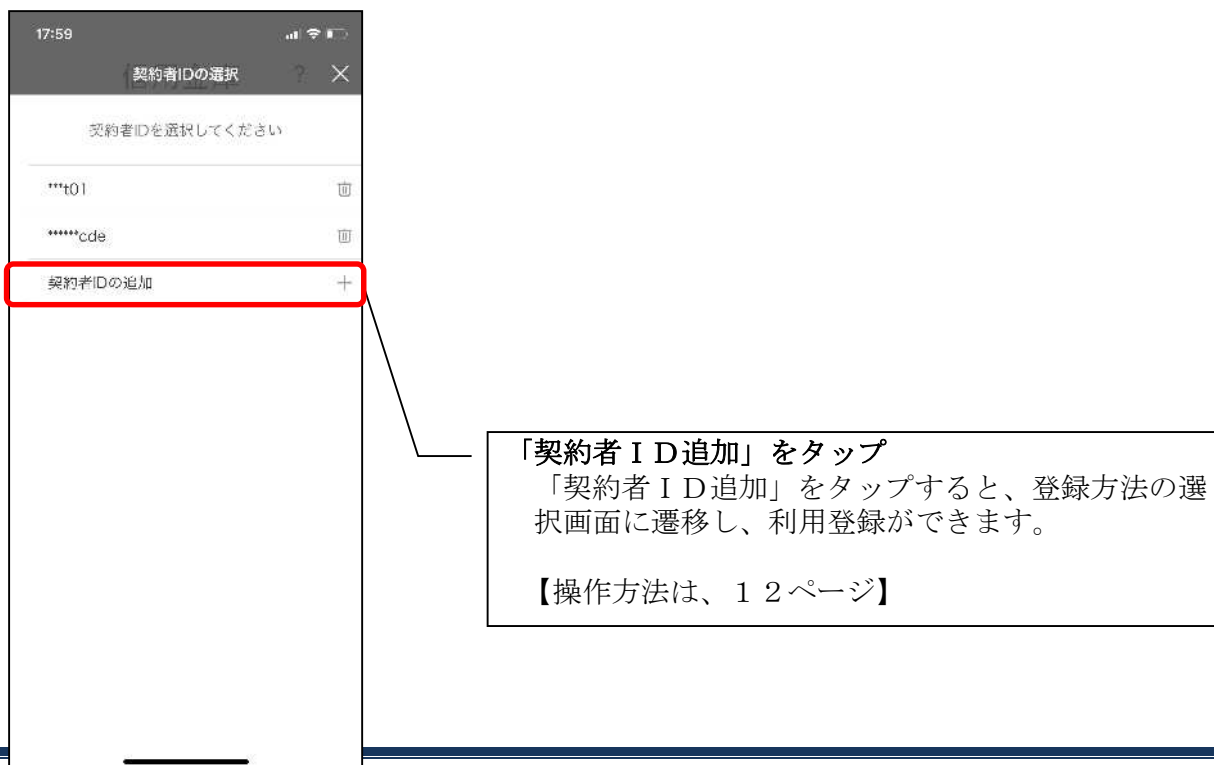 17:59
契約者IDの選択
?
契約者IDを選択してください
***t01
******cde
契約者IDの追加
「契約者ＩＤ追加」をタップ
「契約者ＩＤ追加」をタップすると、登録方法の選
択画面に遷移し、利用登録ができます。
【操作方法は、１２ページ】